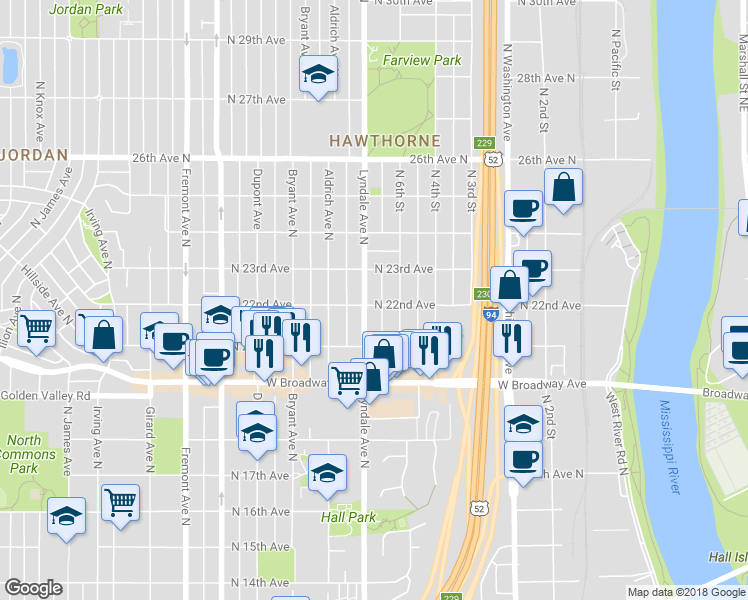 Jordan Park
N 30th Ave
N 30th Ave
N 29th Ave
Bryant Ave
Aldrich Ave
Farview Park
N Washington Ave
N Pacific St
Marshall St NE
28th Ave N
N 2nd St
N 27th Ave
N Knox Ave
HAWTHORNE
229
JORDAN
26th Ave N
26th Ave N
52
26th Ave N
N James Ave
Fremont Ave N
Dupont Ave
Bryant Ave N
Aldrich Ave N
Lyndale Ave N
N 6th St
N 4th St
N 3rd St
Irving Ave N
Hillside Ave N
N 23rd Ave
N 23rd Ave
22nd Ave N
N 22nd Ave
230
22nd Ave N
94
W Broadway
W Broadway Ave
Broadway
Golden Valley Rd
N James Ave
Irving Ave N
Girard Ave N
Fremont Ave N
Bryant Ave N
Lyndale Ave N
N 2nd St
West River Rd N
Mississippi River
North
Commons
Park
N 17th Ave
Ave N
N 16th Ave
Hall Park
52
N 15th Ave
Hall Isl
N 14th Ave
229
Google
Google
Map data ©2018 Google